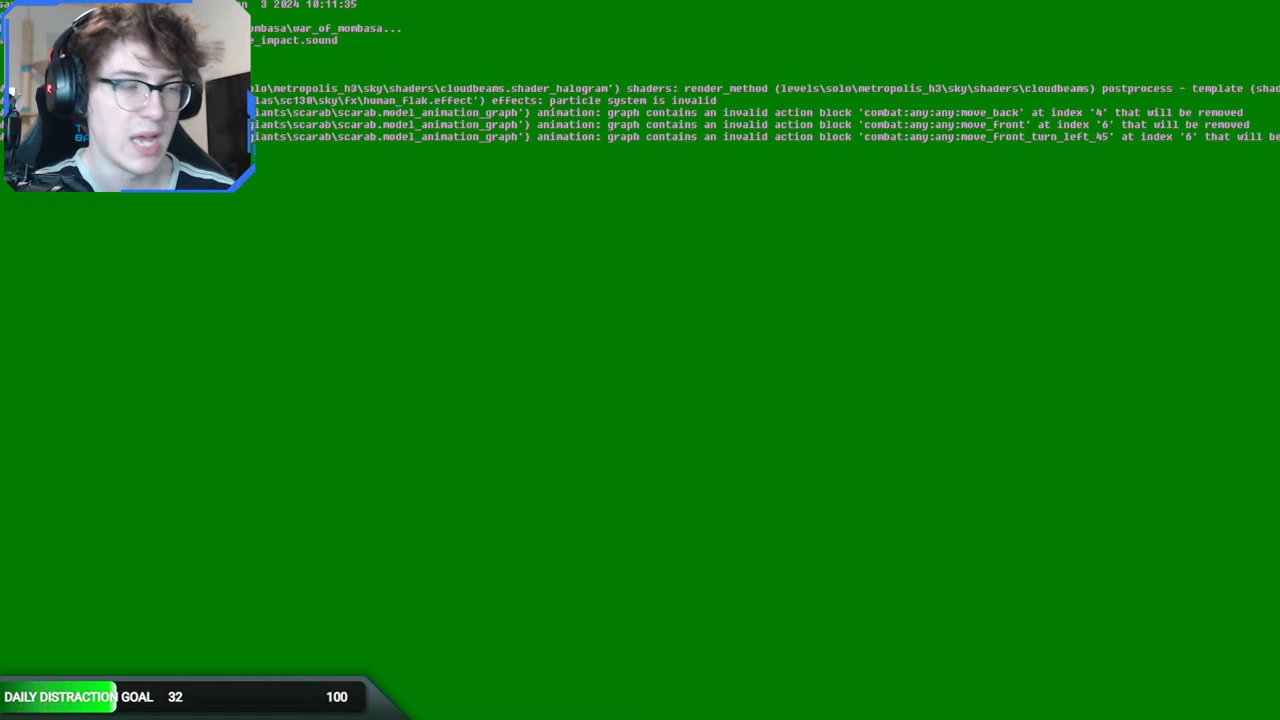 3 2024 10:11:35
ombasa\war_of_mombasa...
e_impact.sound
olo\metropolis_h3\sky\shaders\cloudbeams.shader_halogram') shaders: render_method (levels\solo\metropolis_h3\sky\shaders\cloudbeams) postprocess - template (shad
las\sc130\sky\fx\human_flak.effect') effects: particle system is invalid
giants\scarab\scarab.model_animation_graph') animation: graph contains an invalid action block 'combat:any:any:move_back' at index '4' that will be removed
giants\scarab\scarab.model_animation_graph') animation: graph contains an invalid action block 'combat:any:any:move_front' at index '6' that will be removed
giants\scarab\scarab.model_animation_graph') animation: graph contains an invalid action block 'combat:any:any:move_front_turn_left_45' at index '6' that will be
DAILY DISTRACTION GOAL 32 100